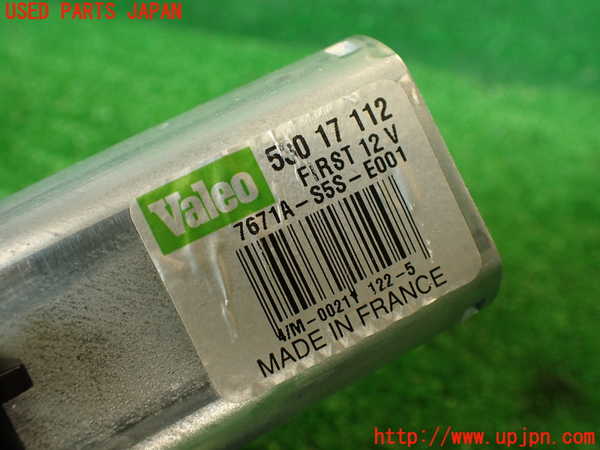 USED PARTS JAPAN
Valeo
530 17 112
FIRST 12 V
7671A-S5S-E001
122-5
MADE IN FRANCE
http://www.upjpn.com/